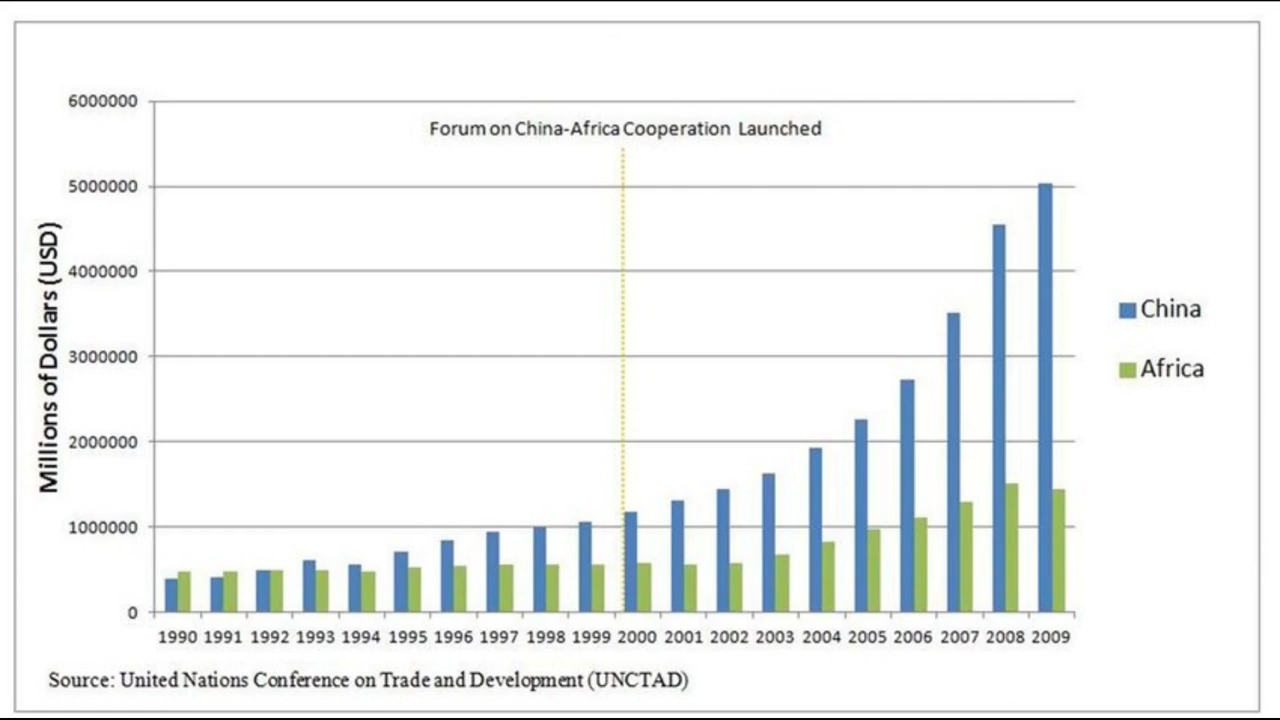 6000000
Forum on China-Africa Cooperation Launched
5000000
4000000
3000000
2000000
1000000
0
Millions of Dollars (USD)
China
Africa
1990 1991 1992 1993 1994 1995 1996 1997 1998 1999 2000 2001 2002 2003 2004 2005 2006 2007 2008 2009
Source: United Nations Conference on Trade and Development (UNCTAD)